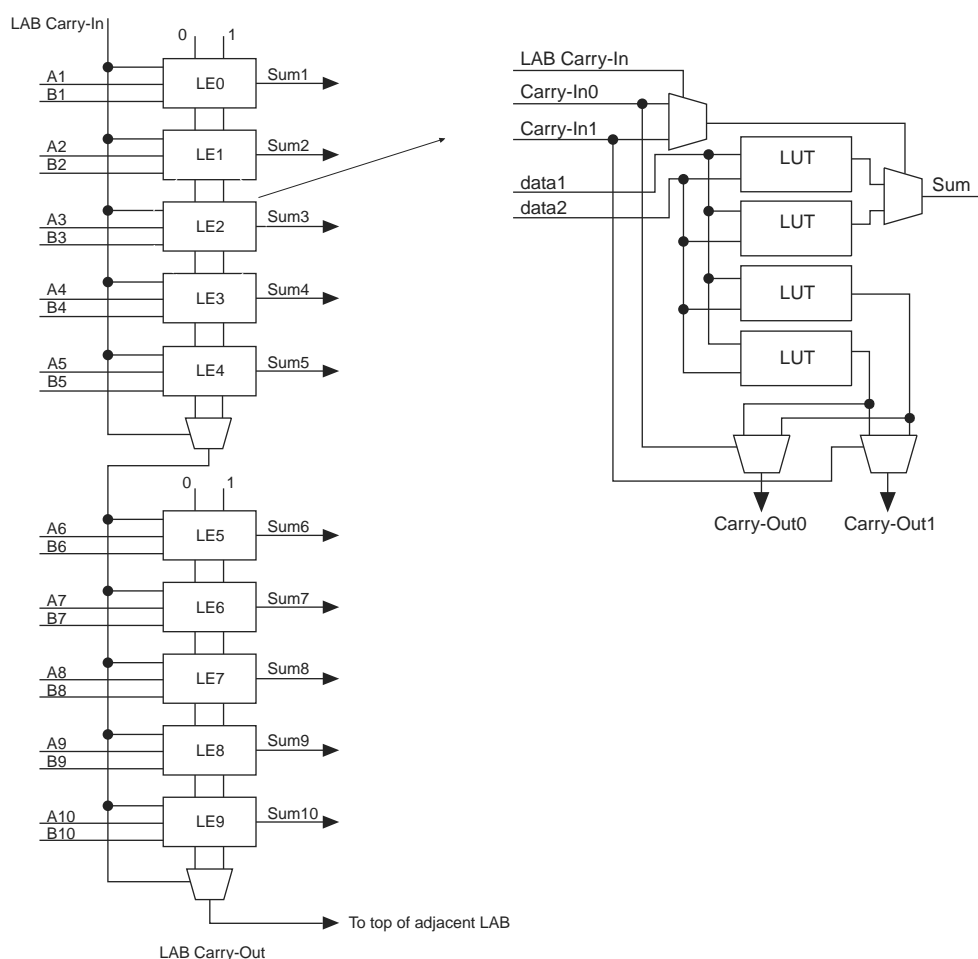 LAB Carry-In
0 1
A1
B1
LE0
Sum1
A2
B2
LE1
Sum2
A3
B3
LE2
Sum3
A4
B4
LE3
Sum4
A5
B5
LE4
Sum5
0 1
A6
B6
LE5
Sum6
A7
B7
LE6
Sum7
A8
B8
LE7
Sum8
A9
B9
LE8
Sum9
A10
B10
LE9
Sum10
To top of adjacent LAB
LAB Carry-Out
LAB Carry-In
Carry-In0
Carry-In1
data1
data2
LUT
LUT
LUT
LUT
Sum
Carry-Out0
Carry-Out1